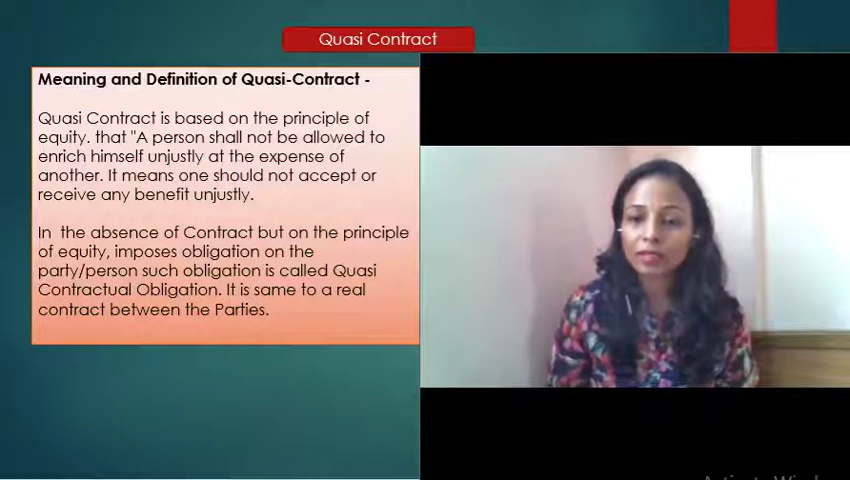 Quasi Contract
Meaning and Definition of Quasi-Contract -
Quasi Contract is based on the principle of
equity. that "A person shall not be allowed to
enrich himself unjustly at the expense of
another. It means one should not accept or
receive any benefit unjustly.
In the absence of Contract but on the principle
of equity, imposes obligation on the
party/person such obligation is called Quasi
Contractual Obligation. It is same to a real
contract between the Parties.